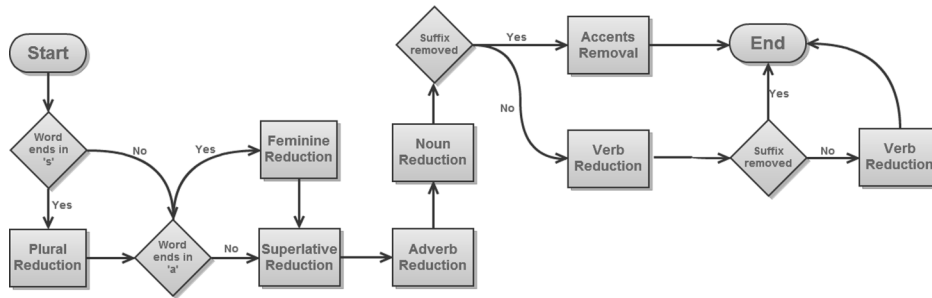 Start
Word
ends in
's'
No
Yes
Plural
Reduction
Word
ends in
'a'
Yes
No
Feminine
Reduction
Superlative
Reduction
Adverb
Reduction
Noun
Reduction
Suffix
removed
Yes
No
Accents
Removal
Verb
Reduction
Suffix
removed
Yes
No
Verb
Reduction
End